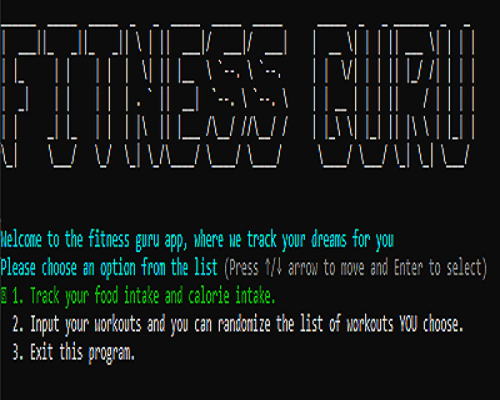 FITNESS GURU
Welcome to the fitness guru app, where we track your dreams for you
Please choose an option from the list (Press ↑/↓ arrow to move and Enter to select)
1. Track your food intake and calorie intake.
2. Input your workouts and you can randomize the list of workouts YOU choose.
3. Exit this program.